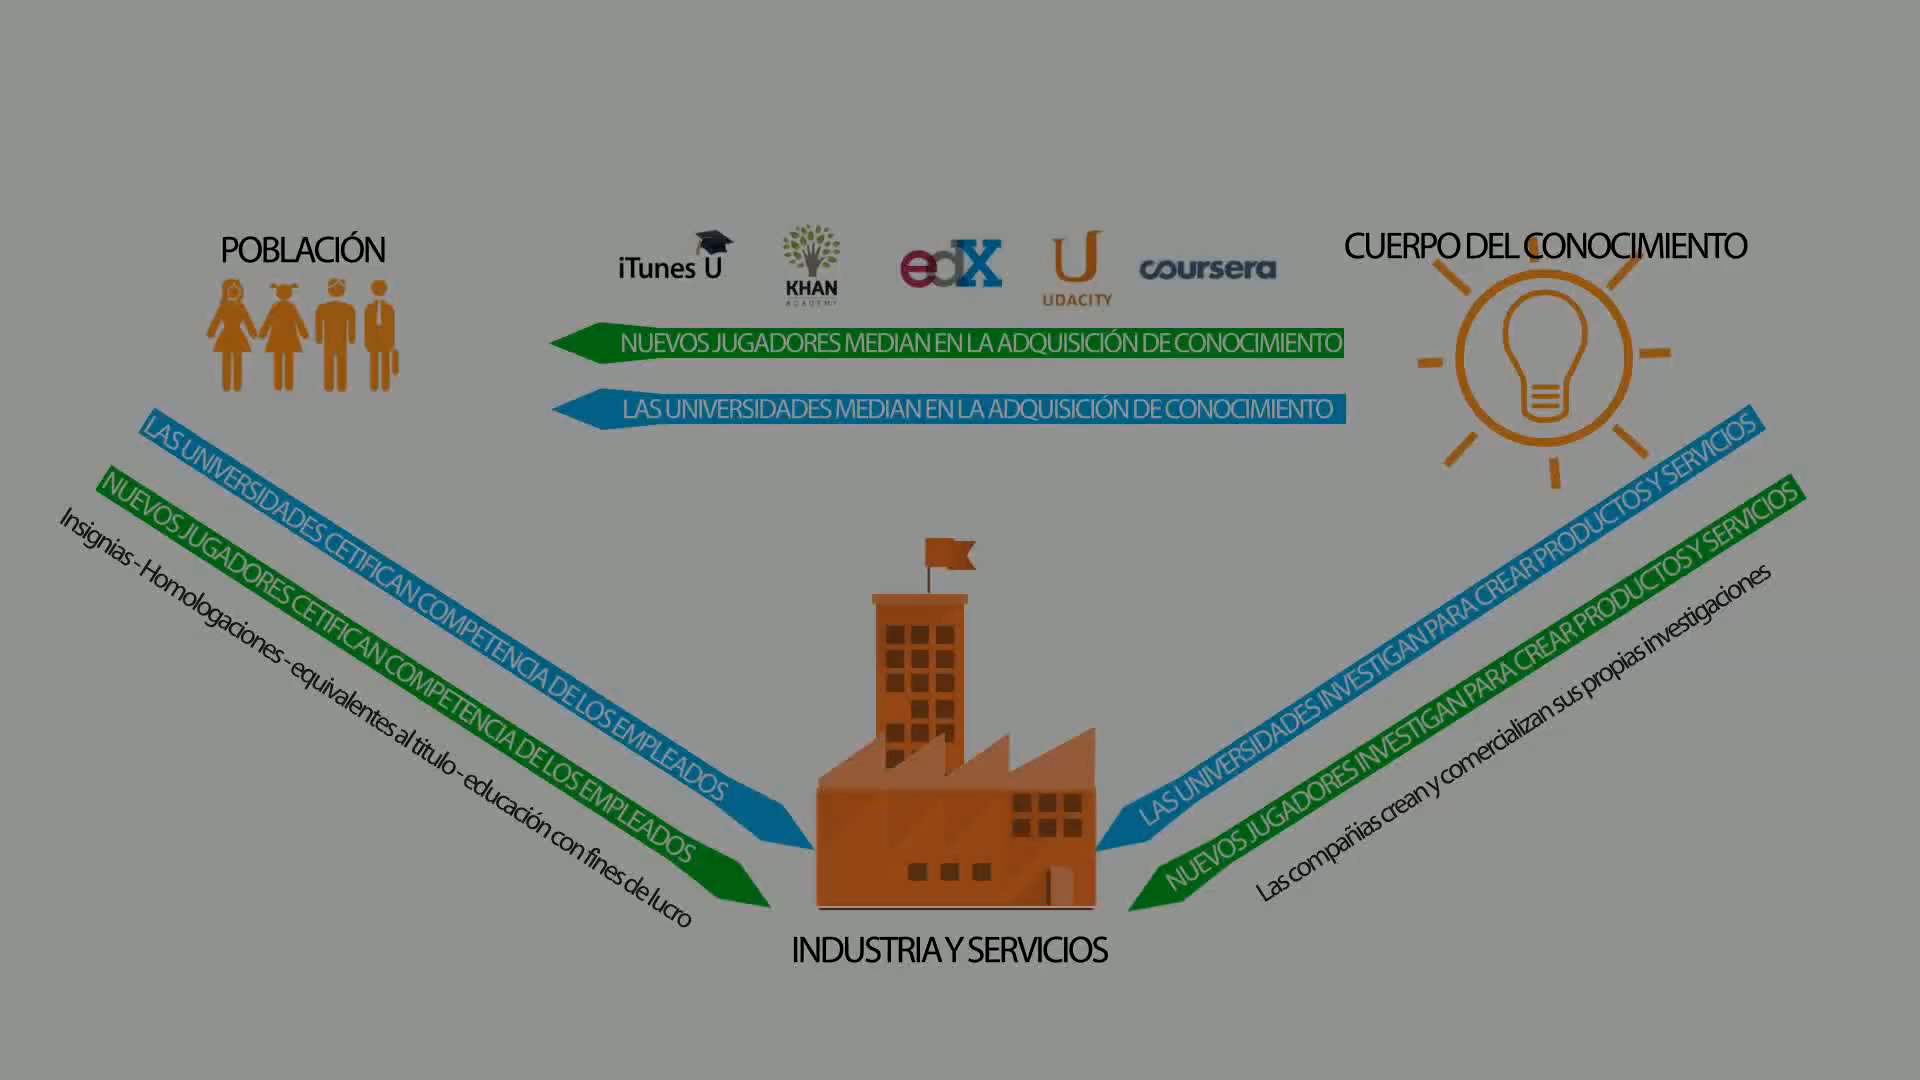 POBLACIÓN
iTunes U
KHAN
ACADEMY
edX
U
UDACITY
coursera
CUERPO DEL CONOCIMIENTO
NUEVOS JUGADORES MEDIAN EN LA ADQUISICIÓN DE CONOCIMIENTO
LAS UNIVERSIDADES MEDIAN EN LA ADQUISICIÓN DE CONOCIMIENTO
LAS UNIVERSIDADES CETIFICAN COMPETENCIA DE LOS EMPLEADOS
NUEVOS JUGADORES CETIFICAN COMPETENCIA DE LOS EMPLEADOS
Insignias - Homologaciones - equivalentes al titulo - educación con fines de lucro
LAS UNIVERSIDADES INVESTIGAN PARA CREAR PRODUCTOS Y SERVICIOS
NUEVOS JUGADORES INVESTIGAN PARA CREAR PRODUCTOS Y SERVICIOS
Las compañias crean y comercializan sus propias investigaciones
INDUSTRIA Y SERVICIOS